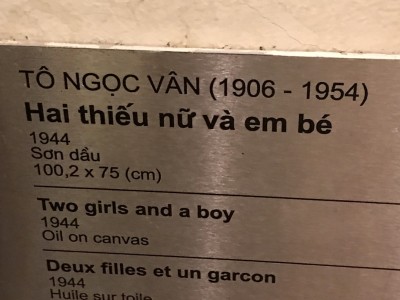 TÔ NGỌC VÂN (1906 - 1954)
Hai thiếu nữ và em bé
1944
Sơn dầu
100,2 x 75 (cm)
Two girls and a boy
1944
Oil on canvas
Deux filles et un garcon
1944
Huile sur toile